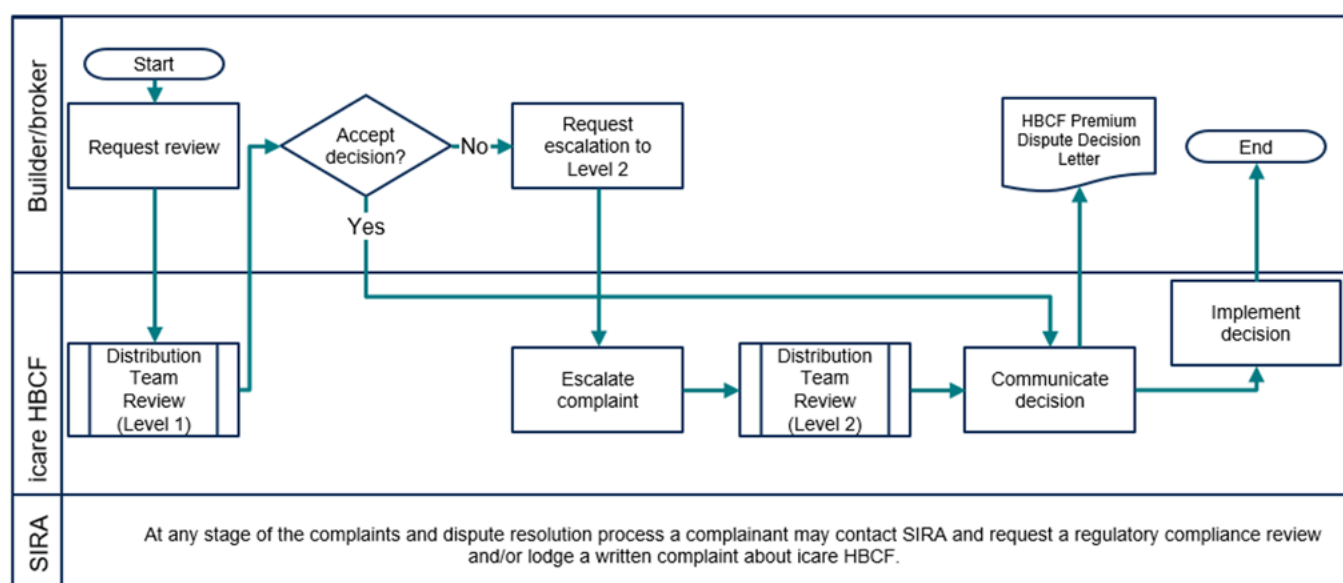 Builder/broker
Start
Request review
Accept
decision?
No
Yes
Request
escalation to
Level 2
HBCF Premium
Dispute Decision
Letter
End
icare HBCF
Distribution
Team
Review
(Level 1)
Escalate
complaint
Distribution
Team
Review
(Level 2)
Communicate
decision
Implement
decision
SIRA
At any stage of the complaints and dispute resolution process a complainant may contact SIRA and request a regulatory compliance review
and/or lodge a written complaint about icare HBCF.